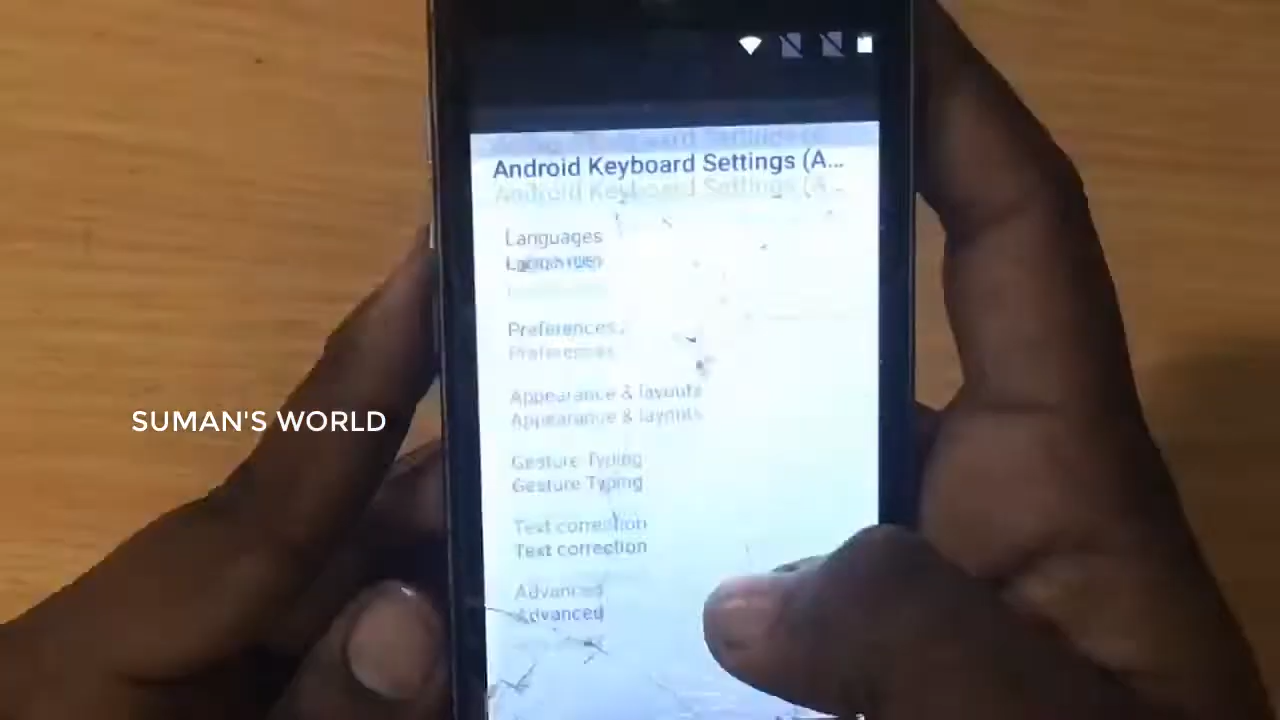 Android Keyboard Settings (A...
Languages
Preferences
Appearance & layouts
Gesture Typing
Text correction
Advanced
SUMAN'S WORLD